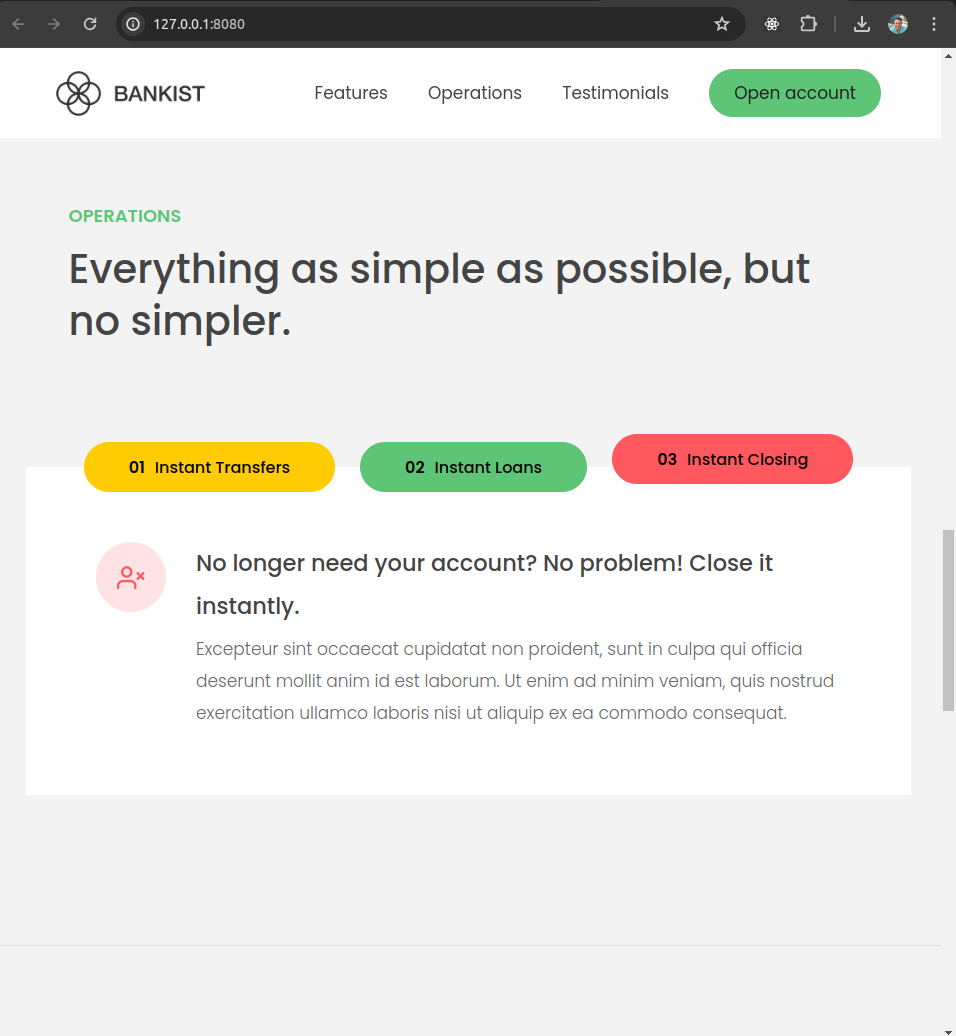 127.0.0.1:8080
BANKIST Features Operations Testimonials Open account
OPERATIONS
Everything as simple as possible, but
no simpler.
01 Instant Transfers 02 Instant Loans 03 Instant Closing
No longer need your account? No problem! Close it
instantly.
Excepteur sint occaecat cupidatat non proident, sunt in culpa qui officia
deserunt mollit anim id est laborum. Ut enim ad minim veniam, quis nostrud
exercitation ullamco laboris nisi ut aliquip ex ea commodo consequat.